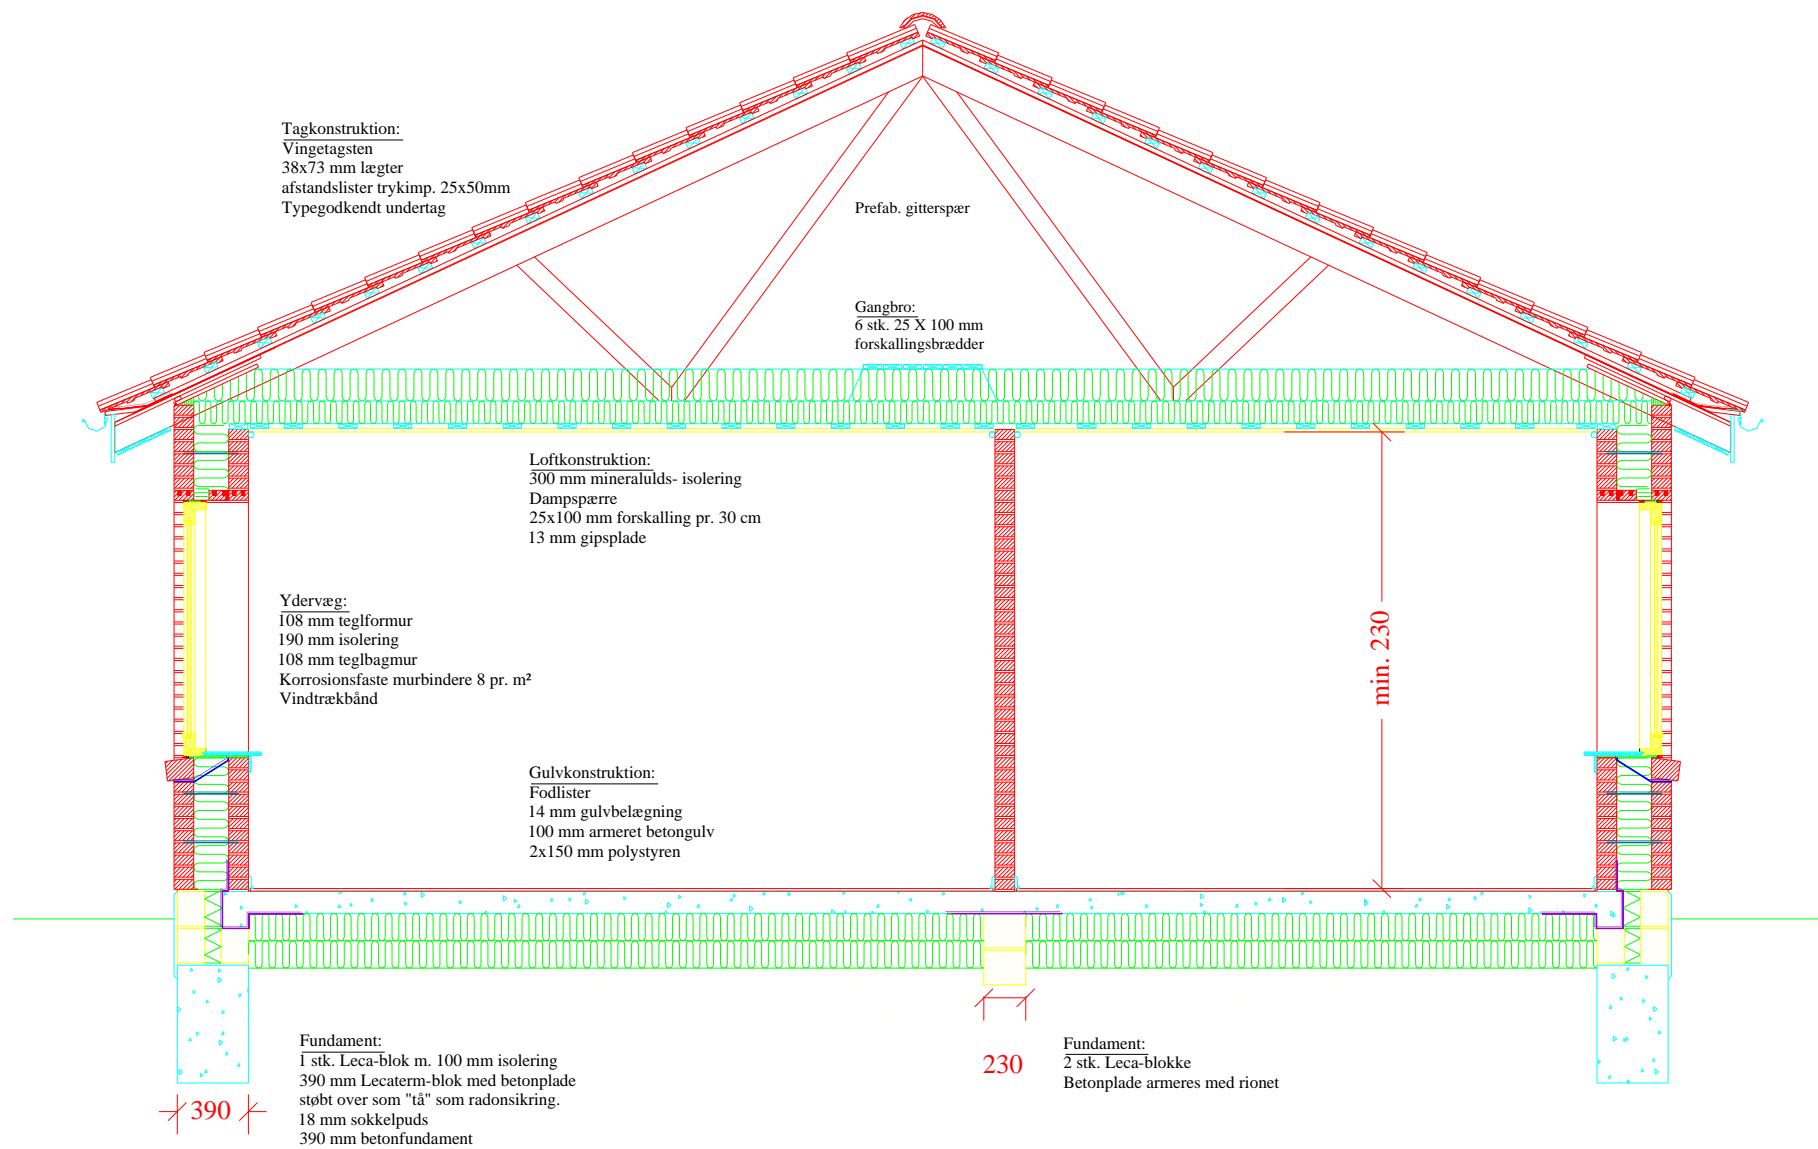 Tagkonstruktion:
Vingetagsten
38x73 mm lægter
afstandslister trykimp. 25x50mm
Typegodkendt undertag
Prefab. gitterspær
Gangbro:
6 stk. 25 X 100 mm
forskallingsbrædder
Loftkonstruktion:
300 mm mineralulds- isolering
Dampspærre
25x100 mm forskalling pr. 30 cm
13 mm gipsplade
Ydervæg:
108 mm teglformur
190 mm isolering
108 mm teglbagmur
Korrosionsfaste murbindere 8 pr. m²
Vindtrækbånd
min. 230
Gulvkonstruktion:
Fodlister
14 mm gulvbelægning
100 mm armeret betongulv
2x150 mm polystyren
Fundament:
1 stk. Leca-blok m. 100 mm isolering
390 mm Lecaterm-blok med betonplade
støbt over som "tå" som radonsikring.
18 mm sokkelpuds
390 mm betonfundament
390
230
Fundament:
2 stk. Leca-blokke
Betonplade armeres med rionet